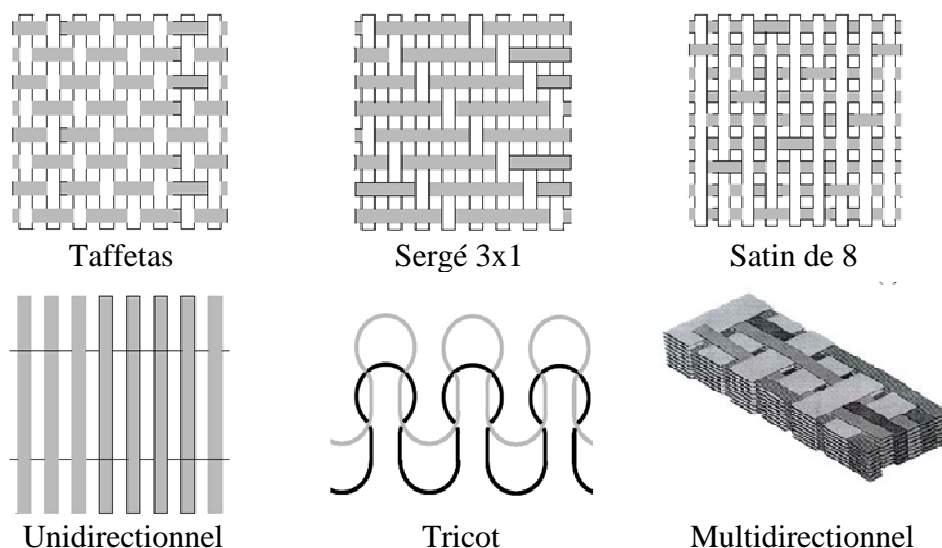 Taffetas
Sergé 3x1
Satin de 8
Unidirectionnel
Tricot
Multidirectionnel